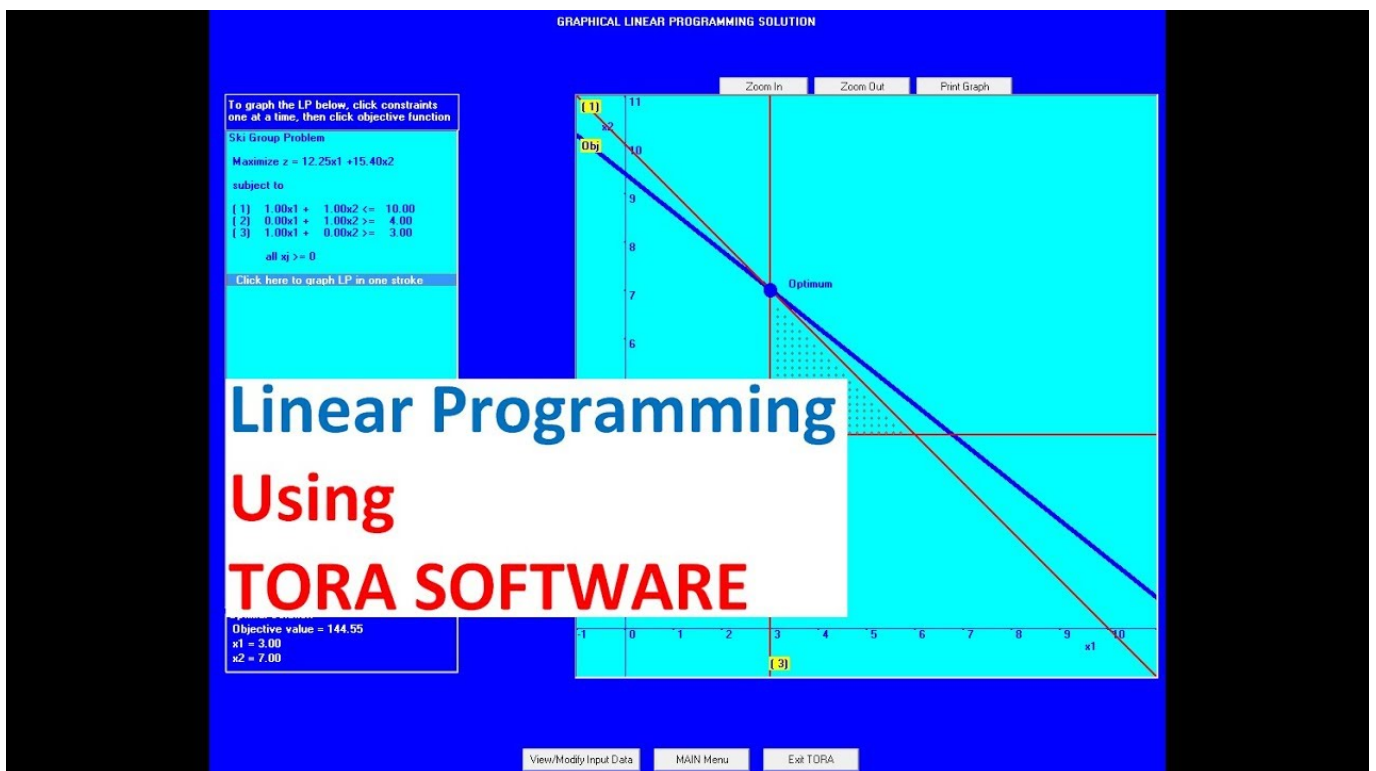 GRAPHICAL LINEAR PROGRAMMING SOLUTION
Zoom In
Zoom Out
Print Graph
To graph the LP below, click constraints
one at a time, then click objective function
Ski Group Problem
Maximize z = 12.25x1 +15.40x2
subject to
( 1) 1.00x1 + 1.00x2 <= 10.00
( 2) 0.00x1 + 1.00x2 >= 4.00
( 3) 1.00x1 + 0.00x2 >= 3.00
all xj >= 0
Click here to graph LP in one stroke
( 1)
11
x2
Obj
10
9
8
Optimum
7
6
Linear Programming
Using
TORA SOFTWARE
Objective value = 144.55
x1 = 3.00
x2 = 7.00
-1 0 1 2 3 4 5 6 7 8 9 10
x1
( 3)
View/Modify Input Data
MAIN Menu
Exit TORA